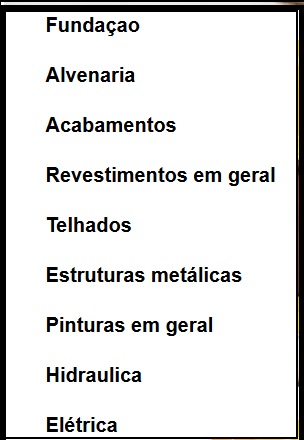 Fundaçao
Alvenaria
Acabamentos
Revestimentos em geral
Telhados
Estruturas metálicas
Pinturas em geral
Hidraulica
Elétrica